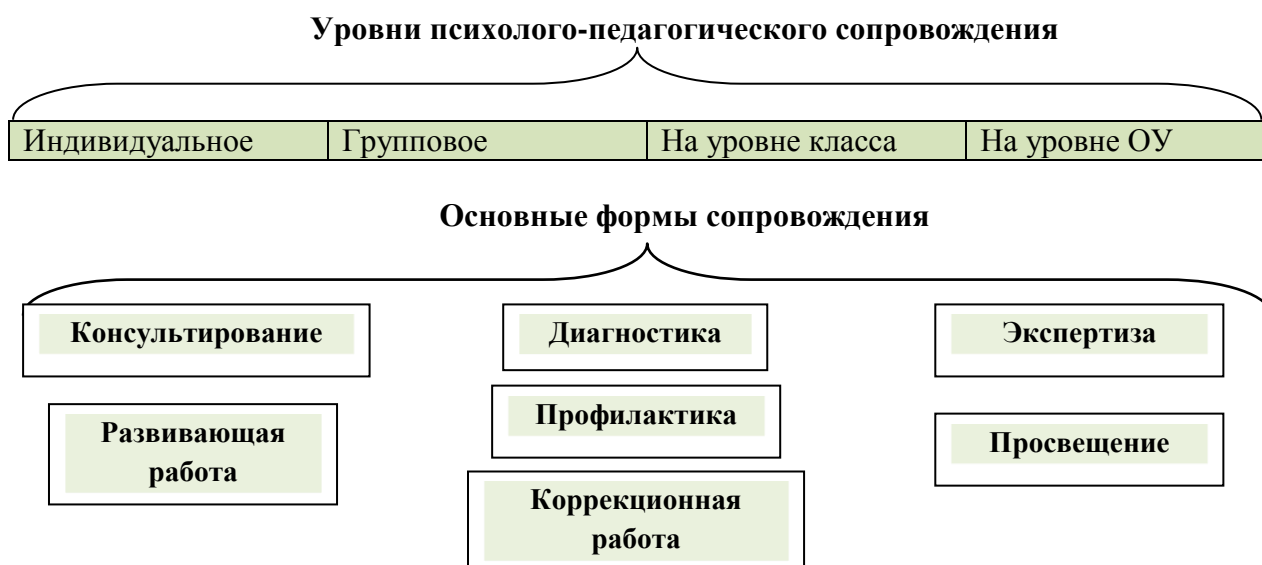 Уровни психолого-педагогического сопровождения
Индивидуальное Групповое На уровне класса На уровне ОУ
Основные формы сопровождения
Консультирование Диагностика Экспертиза
Развивающая
работа
Профилактика
Просвещение
Коррекционная
работа